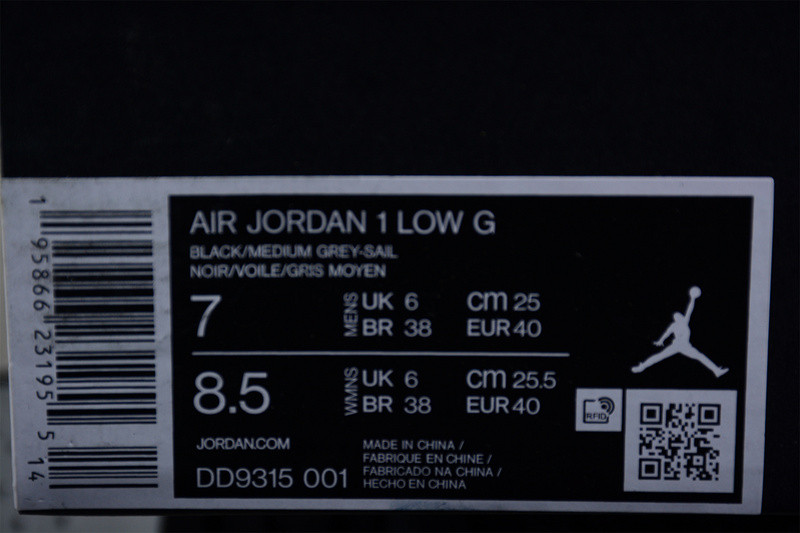 1 95866 23195 5 14
AIR JORDAN 1 LOW G
BLACK/MEDIUM GREY-SAIL
NOIR/VOILE/GRIS MOYEN
7
MENS
UK 6 cm 25
BR 38 EUR 40
8.5
WMNS
UK 6 cm 25.5
BR 38 EUR 40
RFID
JORDAN.COM
DD9315 001
MADE IN CHINA /
FABRIQUE EN CHINE /
FABRICADO NA CHINA /
HECHO EN CHINA